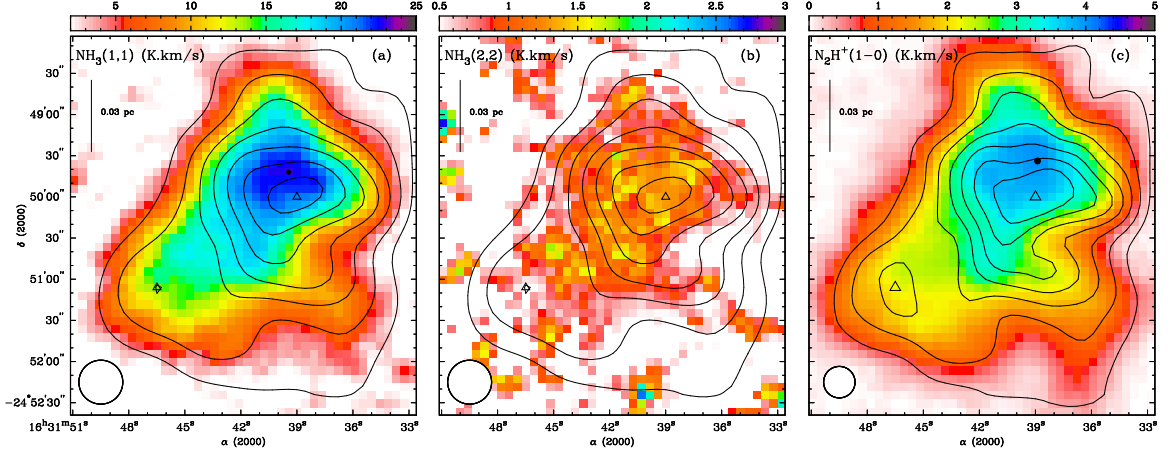 5 10 15 20 25
0.5 1 1.5 2 2.5 3
0 1 2 3 4 5
NH₃(1,1) (K.km/s) (a)
NH₃(2,2) (K.km/s) (b)
N₂H⁺(1-0) (K.km/s) (c)
0.03 pc
0.03 pc
0.03 pc
30"
49'00"
30"
50'00"
30"
51'00"
30"
52'00"
-24°52'30"
δ (2000)
16ʰ31ᵐ51ˢ 48ˢ 45ˢ 42ˢ 39ˢ 36ˢ 33ˢ
48ˢ 45ˢ 42ˢ 39ˢ 36ˢ 33ˢ
48ˢ 45ˢ 42ˢ 39ˢ 36ˢ 33ˢ
α (2000)
α (2000)
α (2000)